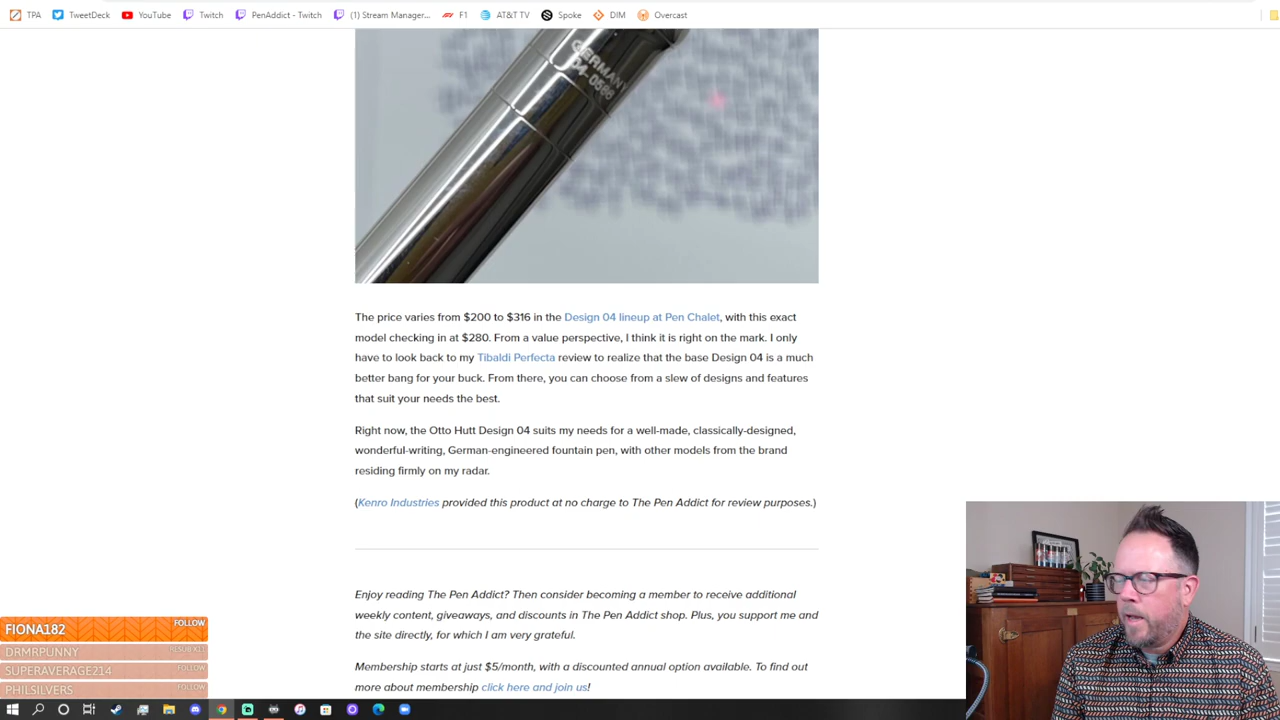 TPA TweetDeck YouTube Twitch PenAddict - Twitch (1) Stream Manager... F1 AT&T TV Spoke DIM Overcast
GERMANY
04-0586
The price varies from $200 to $316 in the Design 04 lineup at Pen Chalet, with this exact
model checking in at $280. From a value perspective, I think it is right on the mark. I only
have to look back to my Tibaldi Perfecta review to realize that the base Design 04 is a much
better bang for your buck. From there, you can choose from a slew of designs and features
that suit your needs the best.
Right now, the Otto Hutt Design 04 suits my needs for a well-made, classically-designed,
wonderful-writing, German-engineered fountain pen, with other models from the brand
residing firmly on my radar.
(Kenro Industries provided this product at no charge to The Pen Addict for review purposes.)
Enjoy reading The Pen Addict? Then consider becoming a member to receive additional
weekly content, giveaways, and discounts in The Pen Addict shop. Plus, you support me and
the site directly, for which I am very grateful.
Membership starts at just $5/month, with a discounted annual option available. To find out
more about membership click here and join us!
FIONA182 FOLLOW
DRMRPUNNY
SUPERAVERAGE214 FOLLOW
PHILSILVERS FOLLOW